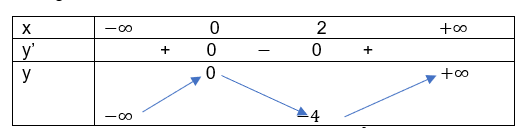 x −∞ 0 2 +∞
y' + 0 − 0 +
y 0 +∞
−∞ −4